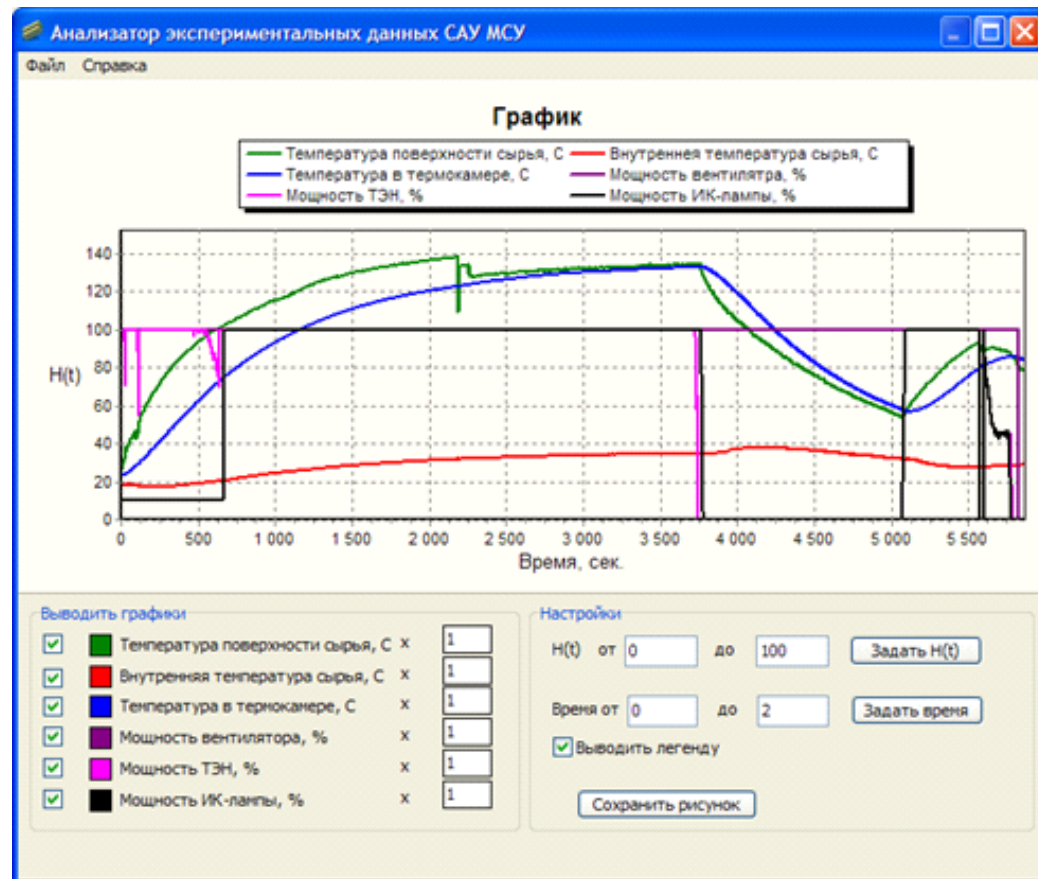 Анализатор экспериментальных данных САУ МСУ
Файл Справка
График
Температура поверхности сырья, С Внутреннея температура сырья, С
Температура в термокамере, С Мощность вентилятра, %
Мощность ТЭН, % Мощность ИК-лампы, %
140
120
100
80
60
40
20
0
H(t)
0 500 1 000 1 500 2 000 2 500 3 000 3 500 4 000 4 500 5 000 5 500
Время, сек.
Выводить графики
Температура поверхности сырья, С x 1
Внутренняя температура сырья, С x 1
Температура в термокамере, С x 1
Мощность вентилятора, % x 1
Мощность ТЭН, % x 1
Мощность ИК-лампы, % x 1
Настройки
H(t) от 0 до 100 Задать H(t)
Время от 0 до 2 Задать время
Выводить легенду
Сохранить рисунок